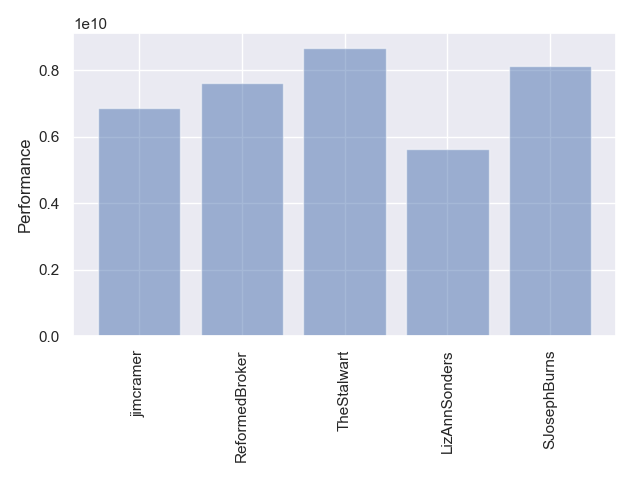 1e10
0.8
0.6
0.4
0.2
0.0
Performance
jimcramer
ReformedBroker
TheStalwart
LizAnnSonders
SJosephBurns